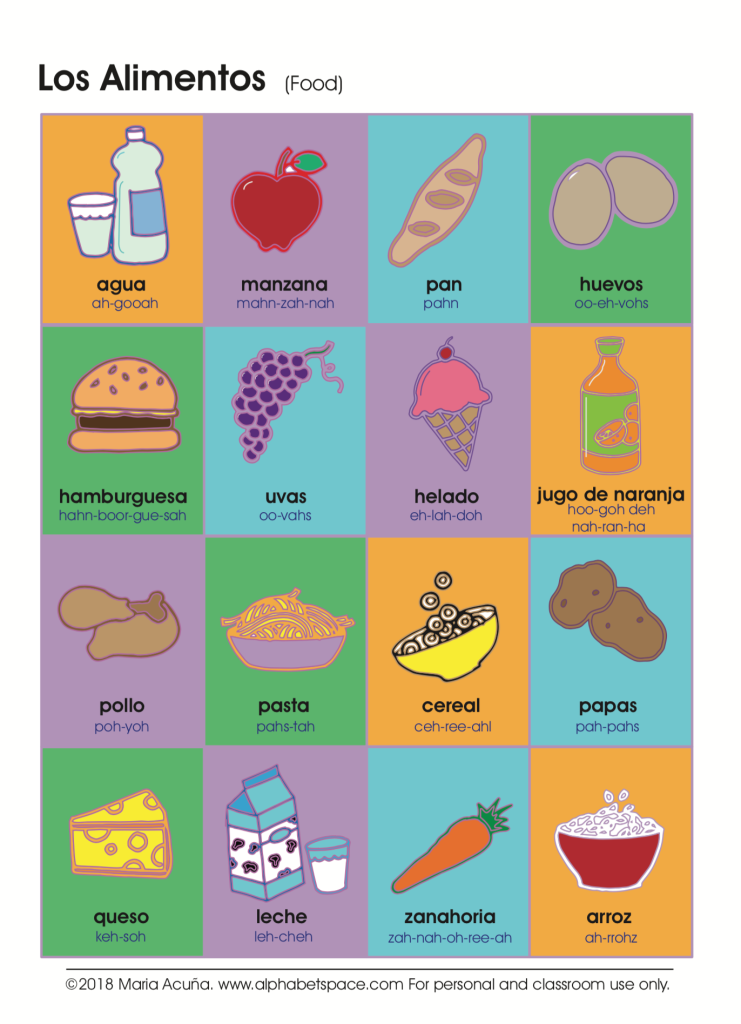 Los Alimentos (Food)
agua
ah-gooah
manzana
mahn-zah-nah
pan
pahn
huevos
oo-eh-vohs
hamburguesa
hahn-boor-gue-sah
uvas
oo-vahs
helado
eh-lah-doh
jugo de naranja
hoo-goh deh
nah-ran-ha
pollo
poh-yoh
pasta
pahs-tah
cereal
ceh-ree-ahl
papas
pah-pahs
queso
keh-soh
leche
leh-cheh
zanahoria
zah-nah-oh-ree-ah
arroz
ah-rrohz
©2018 Maria Acuña. www.alphabetspace.com For personal and classroom use only.